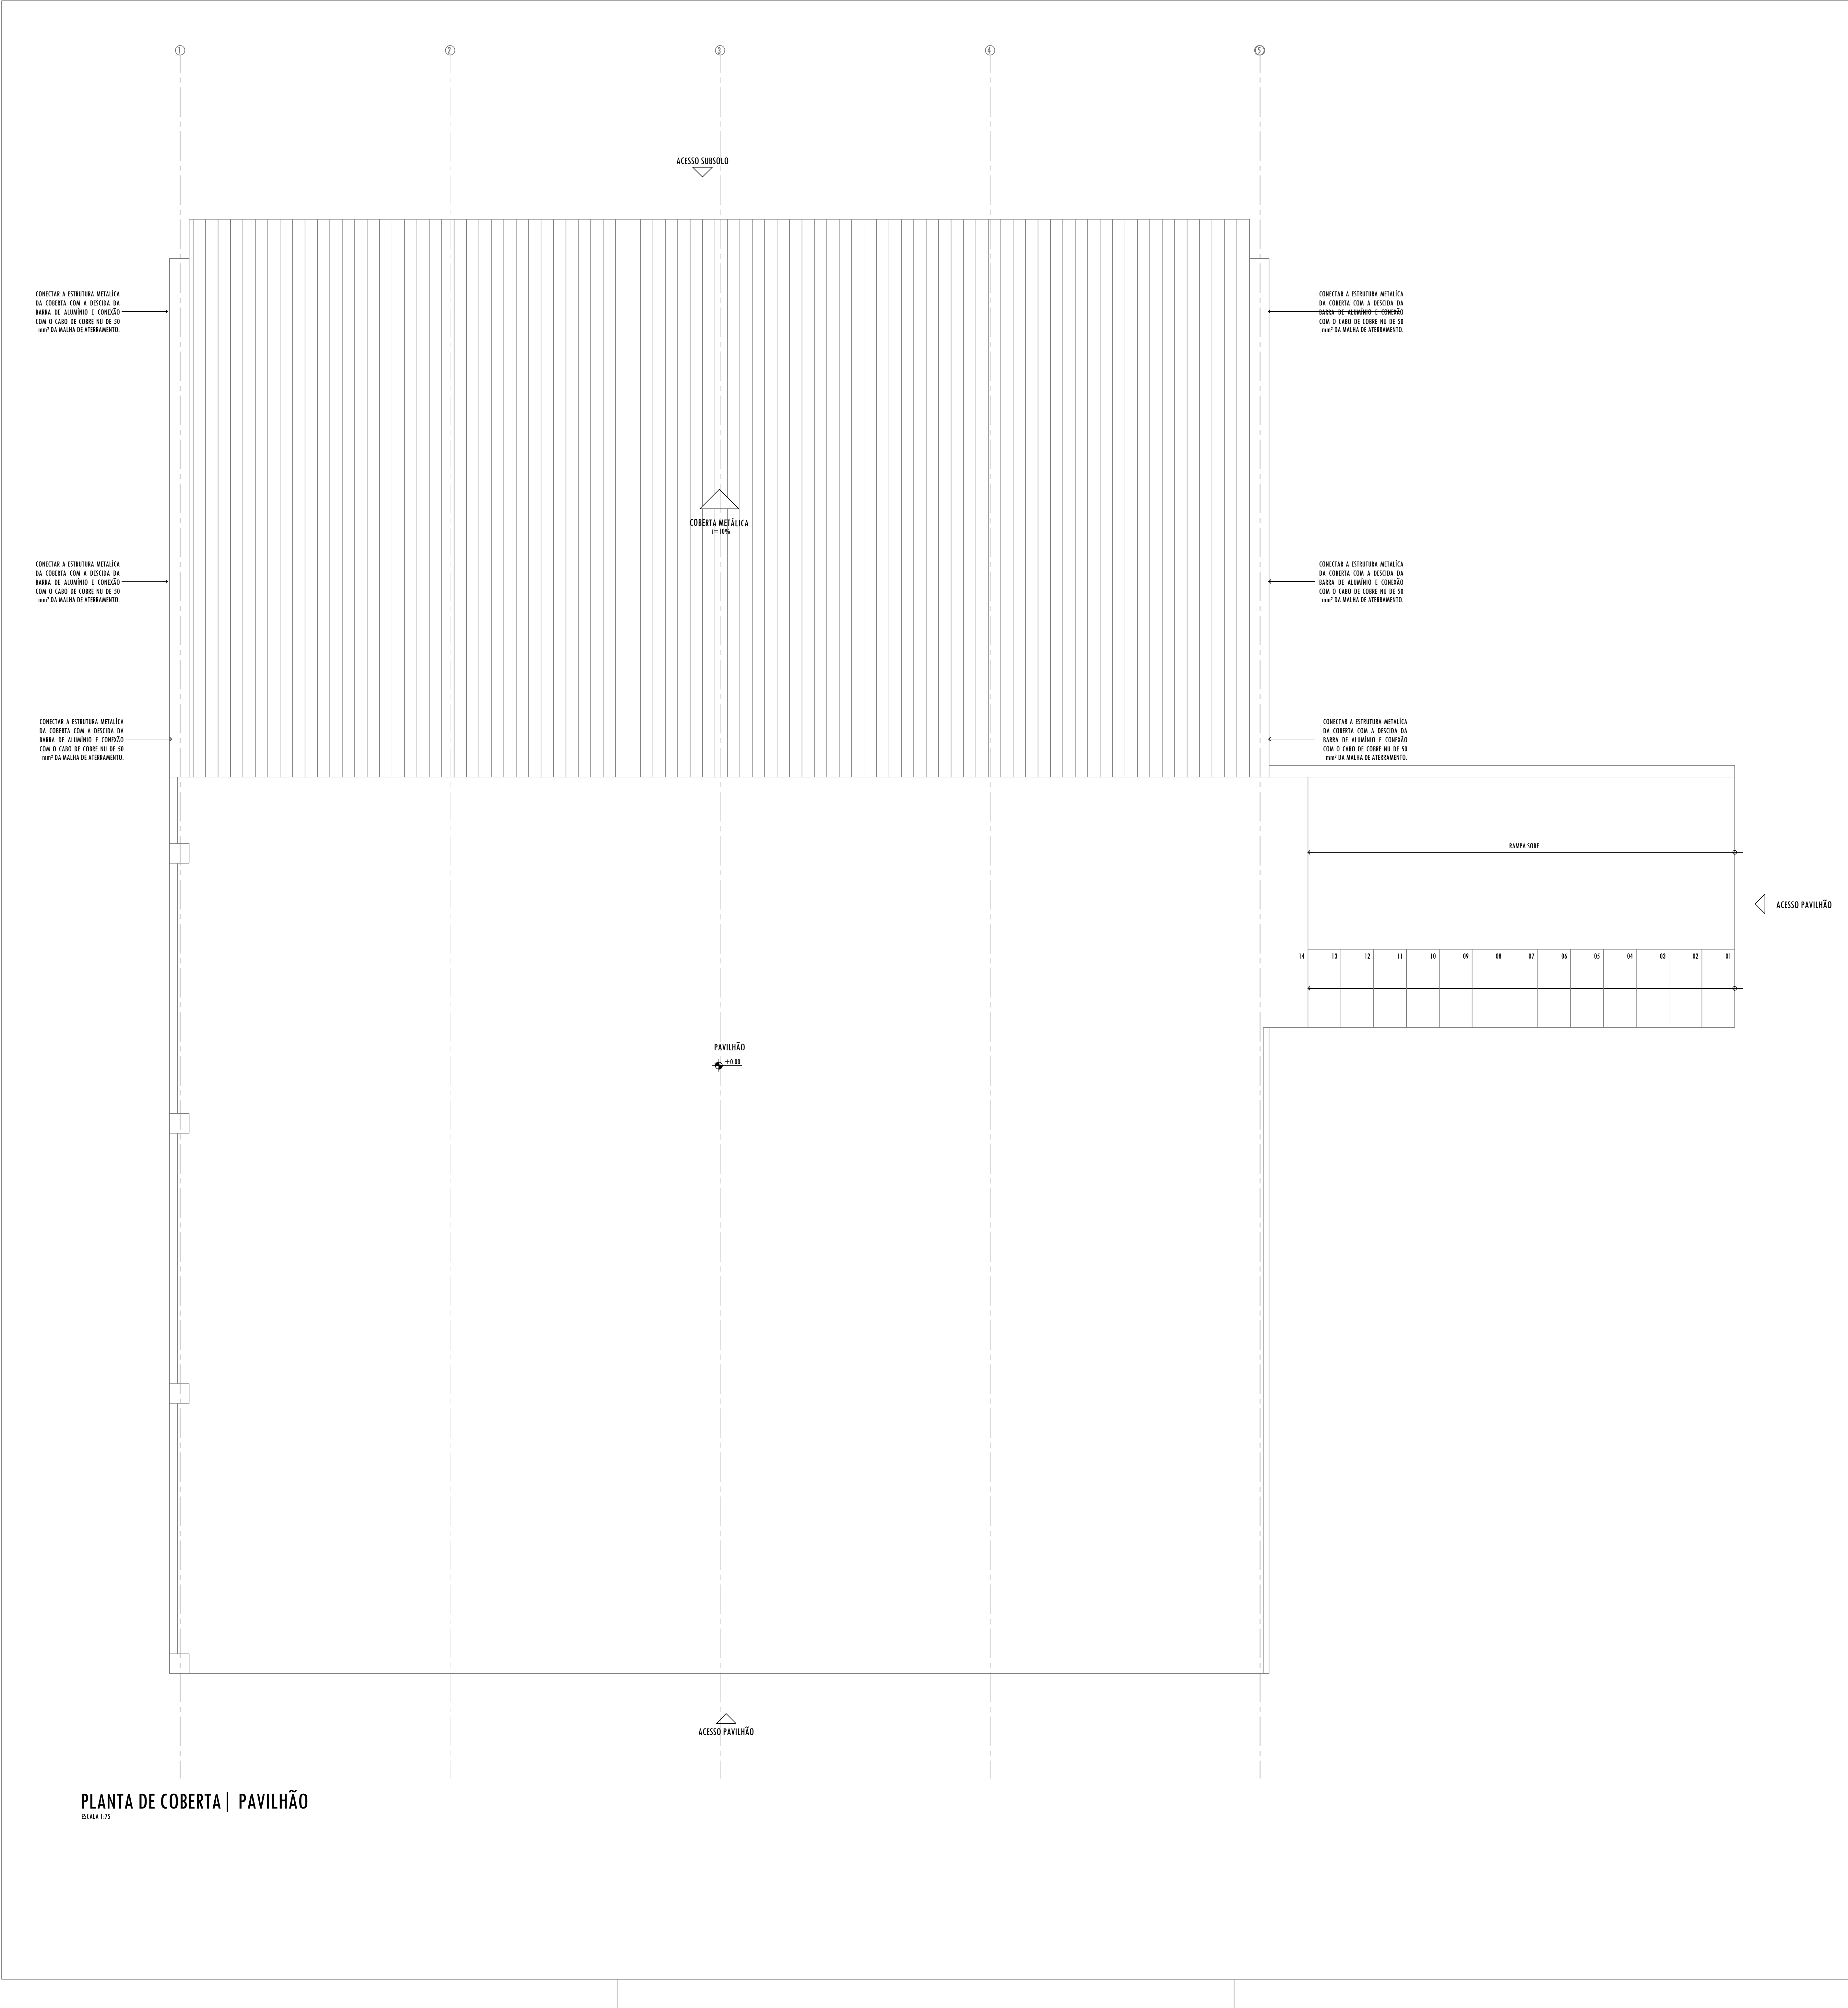 1
2
3
4
5
ACESSO SUBSOLO
CONECTAR A ESTRUTURA METALÍCA
DA COBERTA COM A DESCIDA DA
BARRA DE ALUMÍNIO E CONEXÃO
COM O CABO DE COBRE NU DE 50
mm² DA MALHA DE ATERRAMENTO.
CONECTAR A ESTRUTURA METALÍCA
DA COBERTA COM A DESCIDA DA
BARRA DE ALUMÍNIO E CONEXÃO
COM O CABO DE COBRE NU DE 50
mm² DA MALHA DE ATERRAMENTO.
COBERTA METÁLICA
i=10%
CONECTAR A ESTRUTURA METALÍCA
DA COBERTA COM A DESCIDA DA
BARRA DE ALUMÍNIO E CONEXÃO
COM O CABO DE COBRE NU DE 50
mm² DA MALHA DE ATERRAMENTO.
CONECTAR A ESTRUTURA METALÍCA
DA COBERTA COM A DESCIDA DA
BARRA DE ALUMÍNIO E CONEXÃO
COM O CABO DE COBRE NU DE 50
mm² DA MALHA DE ATERRAMENTO.
CONECTAR A ESTRUTURA METALÍCA
DA COBERTA COM A DESCIDA DA
BARRA DE ALUMÍNIO E CONEXÃO
COM O CABO DE COBRE NU DE 50
mm² DA MALHA DE ATERRAMENTO.
CONECTAR A ESTRUTURA METALÍCA
DA COBERTA COM A DESCIDA DA
BARRA DE ALUMÍNIO E CONEXÃO
COM O CABO DE COBRE NU DE 50
mm² DA MALHA DE ATERRAMENTO.
RAMPA SOBE
ACESSO PAVILHÃO
14 13 12 11 10 09 08 07 06 05 04 03 02 01
PAVILHÃO
+0.00
ACESSO PAVILHÃO
PLANTA DE COBERTA| PAVILHÃO
ESCALA 1:75